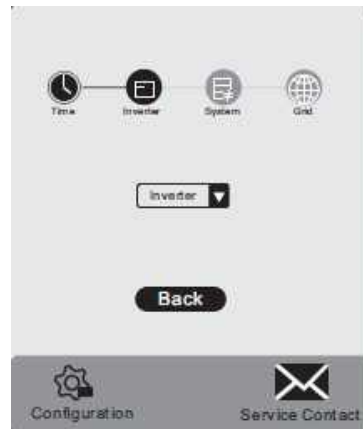 Time Inverter System Grid
Inverter
Back
Configuration Service Contact